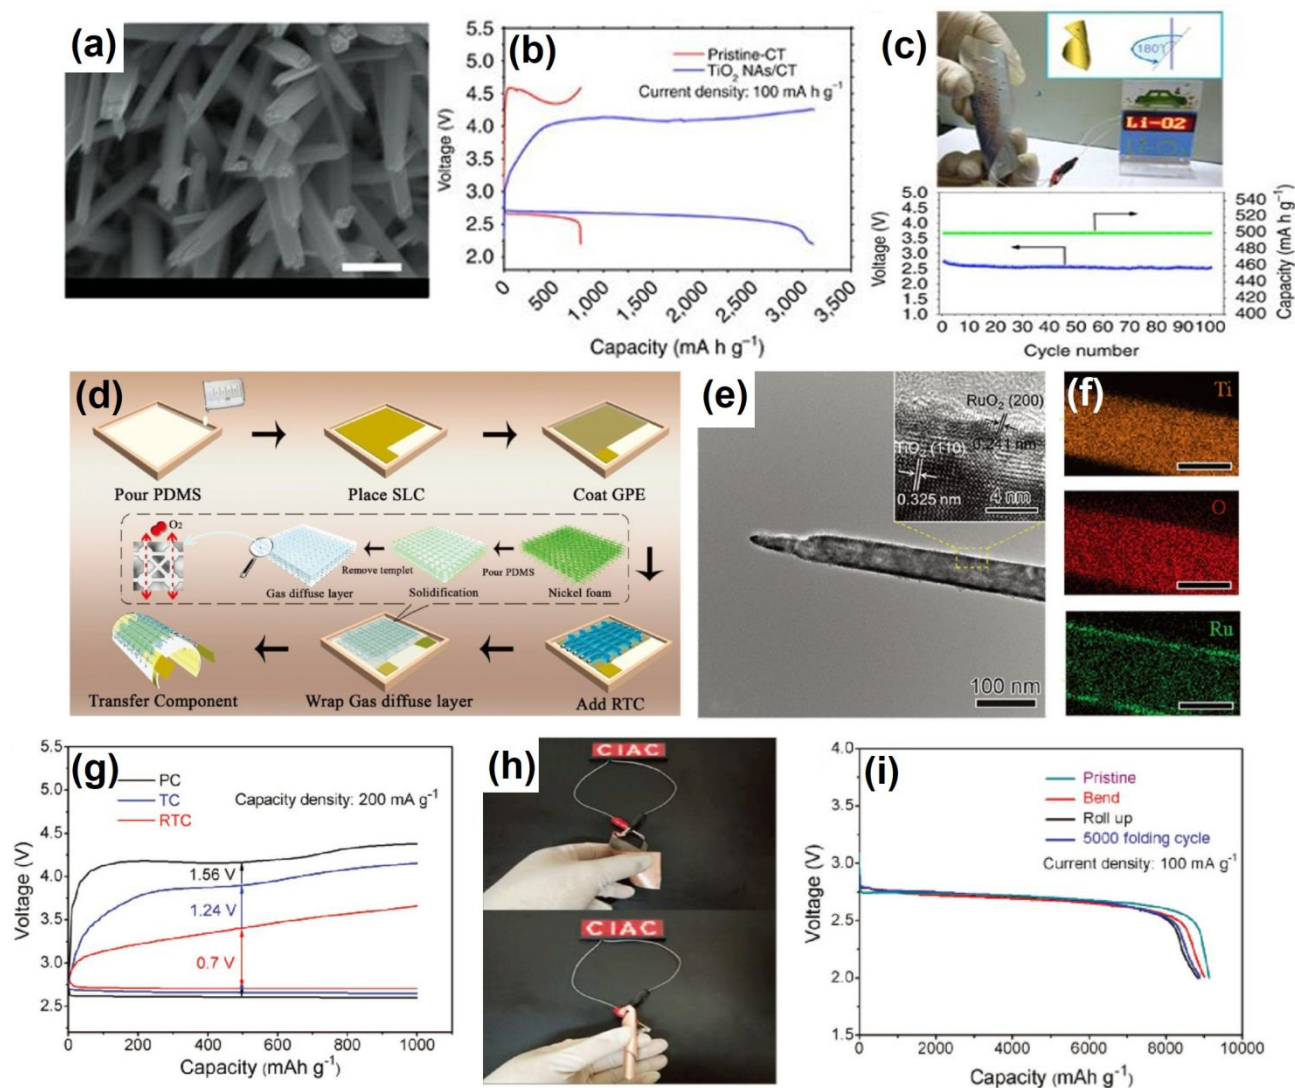 (a)
(b)
5.5
5.0
4.5
4.0
3.5
3.0
2.5
2.0
Voltage (V)
Pristine-CT
TiO2 NAs/CT
Current density: 100 mA h g−1
0
500
1,000
1,500
2,000
2,500
3,000
3,500
Capacity (mA h g−1)
(c)
180°
Li-O2
Li-O2
5.0
4.5
4.0
3.5
3.0
2.5
2.0
1.5
1.0
Voltage (V)
540
520
500
480
460
440
420
400
Capacity (mA h g−1)
0 10 20 30 40 50 60 70 80 90 100
Cycle number
(d)
Pour PDMS
Place SLC
Coat GPE
O2
Gas diffuse layer
Remove templet
Solidification
Pour PDMS
Nickel foam
Transfer Component
Wrap Gas diffuse layer
Add RTC
(e)
RuO2 (200)
0.241 nm
TiO2 (110)
0.325 nm
4 nm
100 nm
(f)
Ti
O
Ru
(g)
5.5
5.0
4.5
4.0
3.5
3.0
2.5
Voltage (V)
PC
TC
RTC
Capacity density: 200 mA g−1
1.56 V
1.24 V
0.7 V
0 200 400 600 800 1000
Capacity (mAh g−1)
(h)
CIAC
CIAC
(i)
4.0
3.5
3.0
2.5
2.0
1.5
Voltage (V)
Pristine
Bend
Roll up
5000 folding cycle
Current density: 100 mA g−1
0 2000 4000 6000 8000 10000
Capacity (mAh g−1)